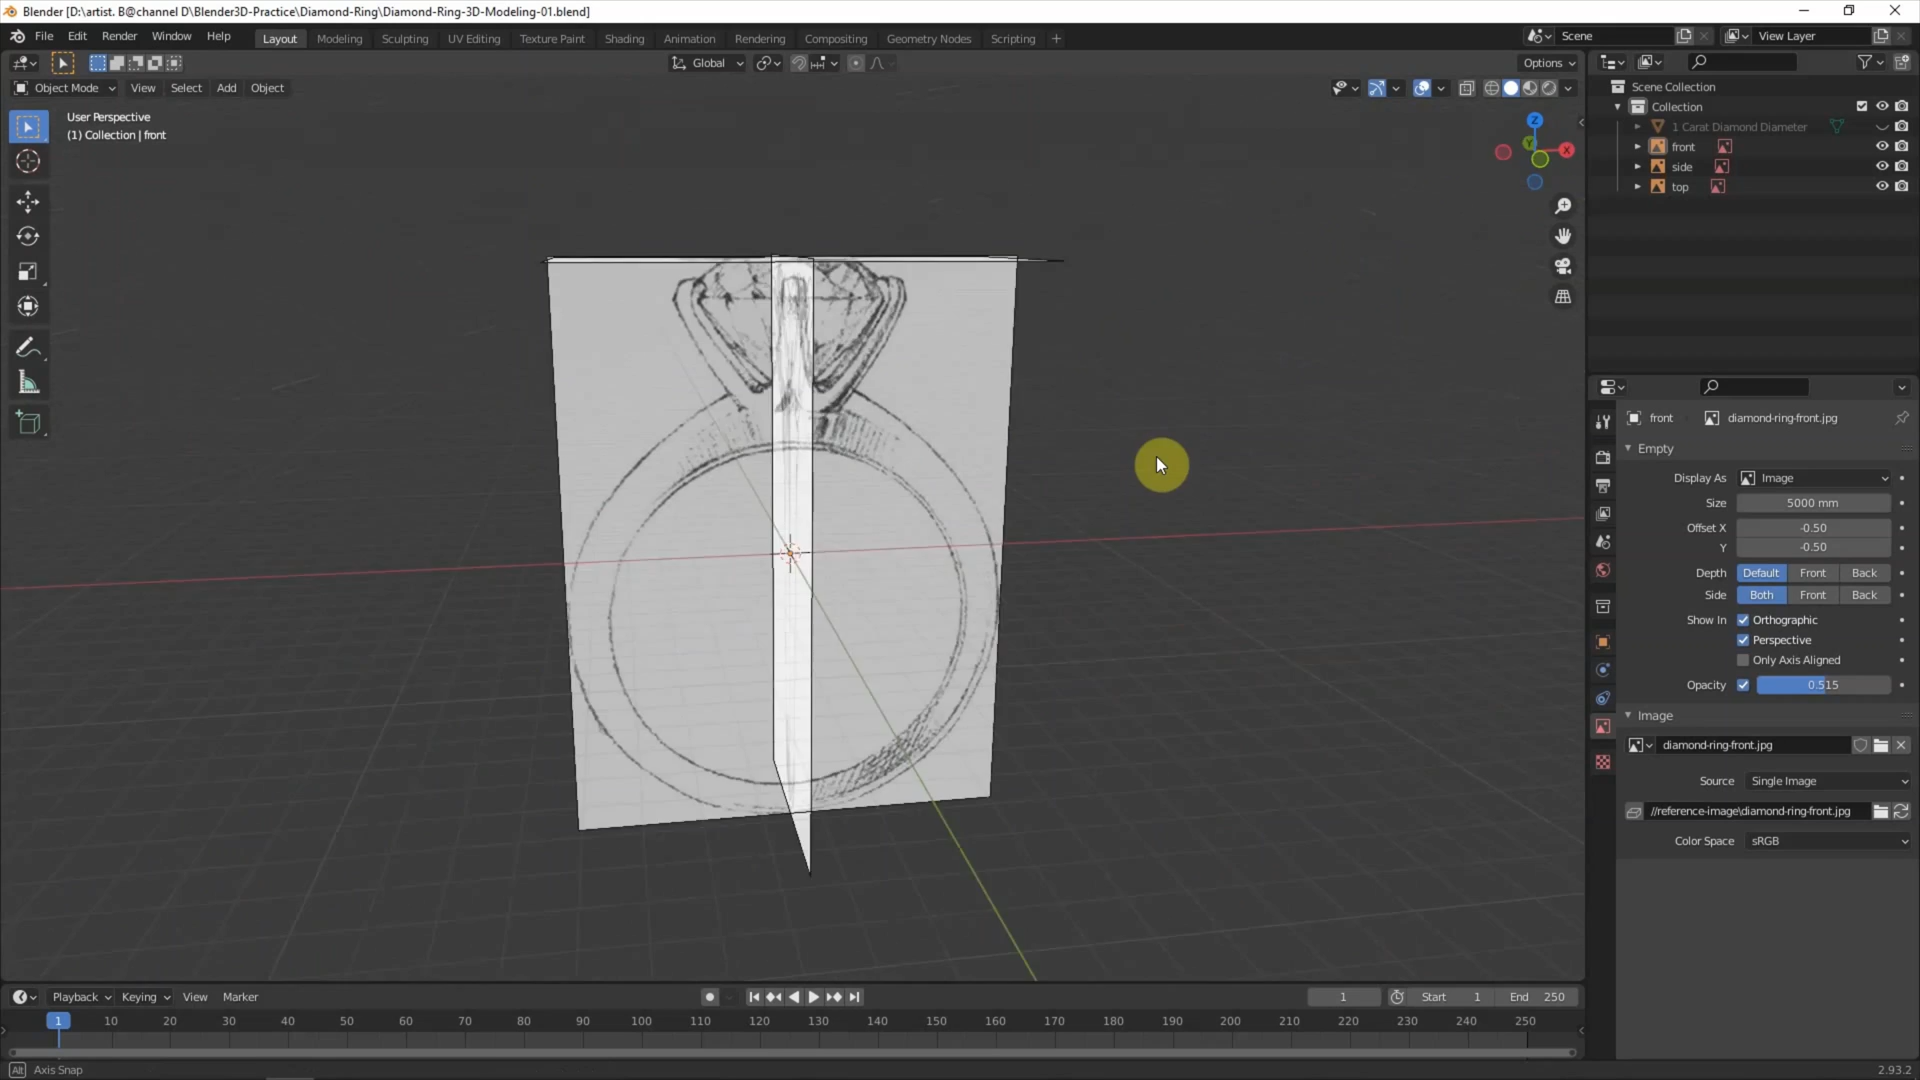 Blender [D:\artist. B@channel D\Blender3D-Practice\Diamond-Ring\Diamond-Ring-3D-Modeling-01.blend]
File Edit Render Window Help
Layout Modeling Sculpting UV Editing Texture Paint Shading Animation Rendering Compositing Geometry Nodes Scripting +
Scene
View Layer
Global
Options
Object Mode View Select Add Object
User Perspective
(1) Collection | front
Z
Y
X
Scene Collection
Collection
1 Carat Diamond Diameter
front
side
top
front
diamond-ring-front.jpg
Empty
Display As Image
Size 5000 mm
Offset X -0.50
Y -0.50
Depth Default Front Back
Side Both Front Back
Show In Orthographic
Perspective
Only Axis Aligned
Opacity 0.515
Image
diamond-ring-front.jpg
Source Single Image
//reference-image\diamond-ring-front.jpg
Color Space sRGB
Playback Keying View Marker
1
Start 1 End 250
1 10 20 30 40 50 60 70 80 90 100 110 120 130 140 150 160 170 180 190 200 210 220 230 240 250
Alt Axis Snap
2.93.2